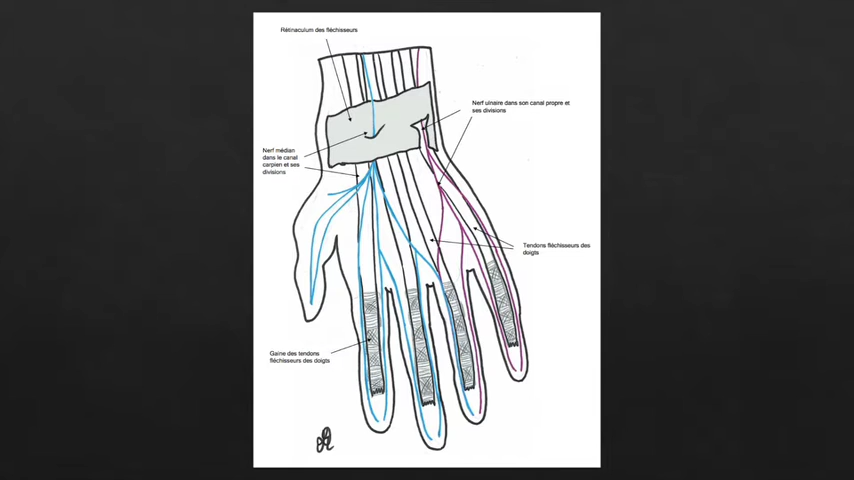 Rétinaculum des fléchisseurs
Nerf ulnaire dans son canal propre et
ses divisions
Nerf médian
dans le canal
carpien et ses
divisions
Tendons fléchisseurs des
doigts
Gaine des tendons
fléchisseurs des doigts